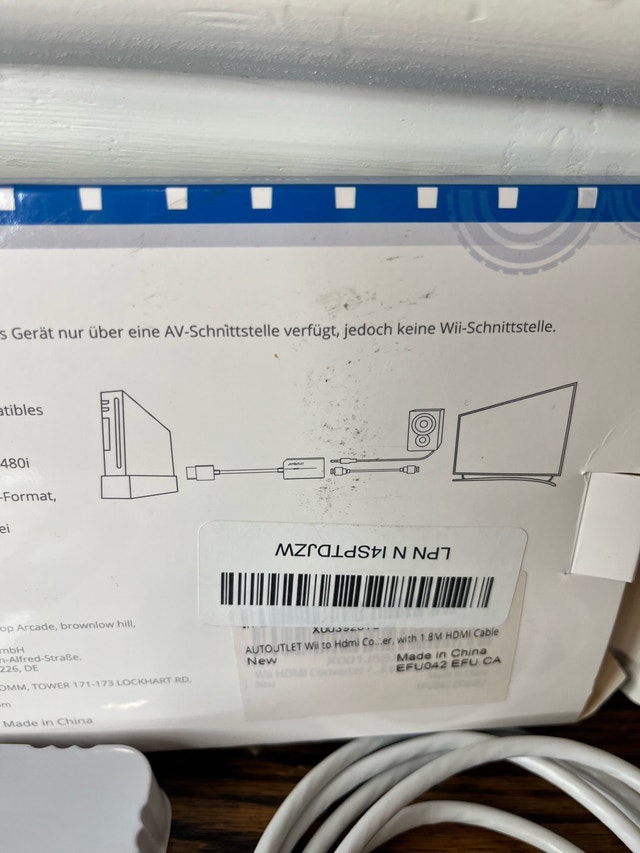 s Gerät nur über eine AV-Schnittstelle verfügt, jedoch keine Wii-Schnittstelle.
atibles
480i
-Format,
ei
LPN N I4SPTDJZW
AUTOUTLET Wii to Hdmi Co...er, with 1.8M HDMI Cable
New
Made in China
EFU042 EFU CA
op Arcade, brownlow hill,
mbH
n-Alfred-Straße,
226, DE
OMM, TOWER 171-173 LOCKHART RD,
om
Made in China